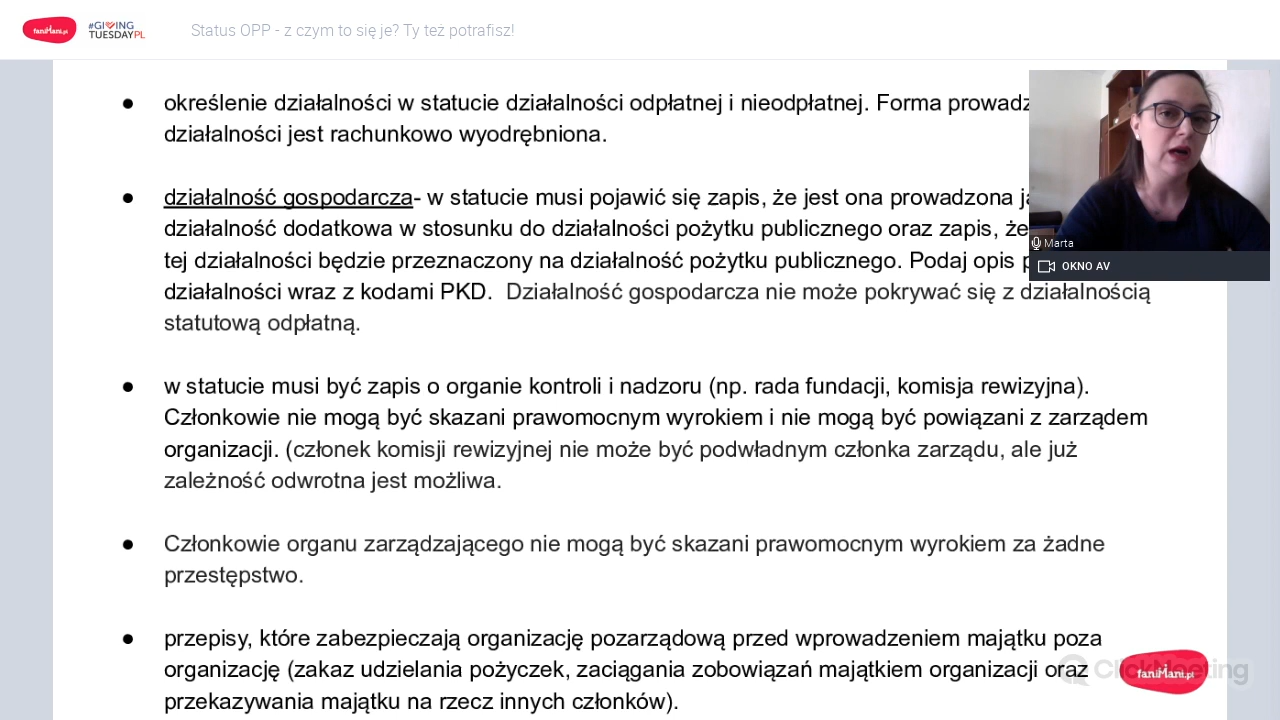 faniMani.pl
#GIVING
TUESDAYPL
Status OPP - z czym to się je? Ty też potrafisz!
określenie działalności w statucie działalności odpłatnej i nieodpłatnej. Forma prowadz
działalności jest rachunkowo wyodrębniona.
działalność gospodarcza- w statucie musi pojawić się zapis, że jest ona prowadzona ja
działalność dodatkowa w stosunku do działalności pożytku publicznego oraz zapis, że
tej działalności będzie przeznaczony na działalność pożytku publicznego. Podaj opis p
działalności wraz z kodami PKD. Działalność gospodarcza nie może pokrywać się z działalnością
statutową odpłatną.
w statucie musi być zapis o organie kontroli i nadzoru (np. rada fundacji, komisja rewizyjna).
Członkowie nie mogą być skazani prawomocnym wyrokiem i nie mogą być powiązani z zarządem
organizacji. (członek komisji rewizyjnej nie może być podwładnym członka zarządu, ale już
zależność odwrotna jest możliwa.
Członkowie organu zarządzającego nie mogą być skazani prawomocnym wyrokiem za żadne
przestępstwo.
przepisy, które zabezpieczają organizację pozarządową przed wprowadzeniem majątku poza
organizację (zakaz udzielania pożyczek, zaciągania zobowiązań majątkiem organizacji oraz
przekazywania majątku na rzecz innych członków).
Marta
OKNO AV
ClickMeeting
faniMani.pl